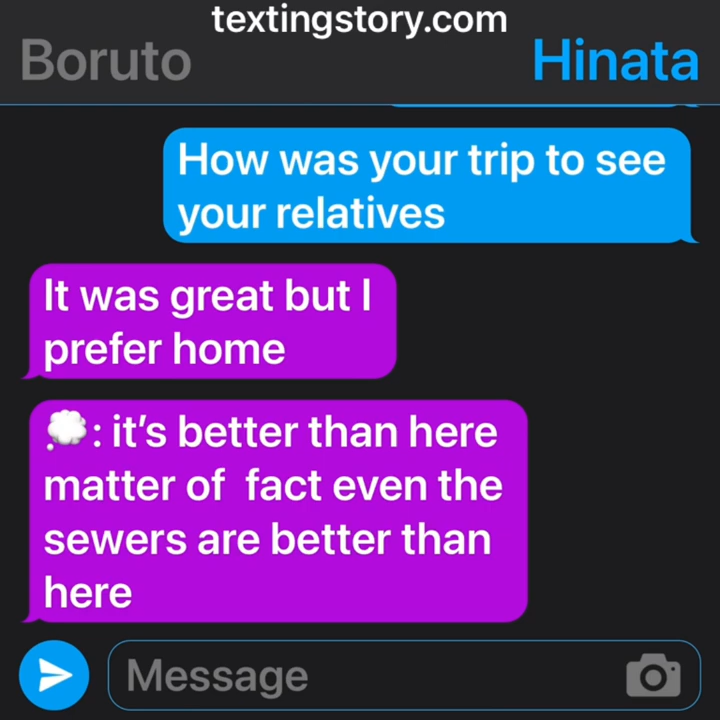 textingstory.com
Boruto
Hinata
How was your trip to see
your relatives
It was great but I
prefer home
💭: it's better than here
matter of  fact even the
sewers are better than
here
Message